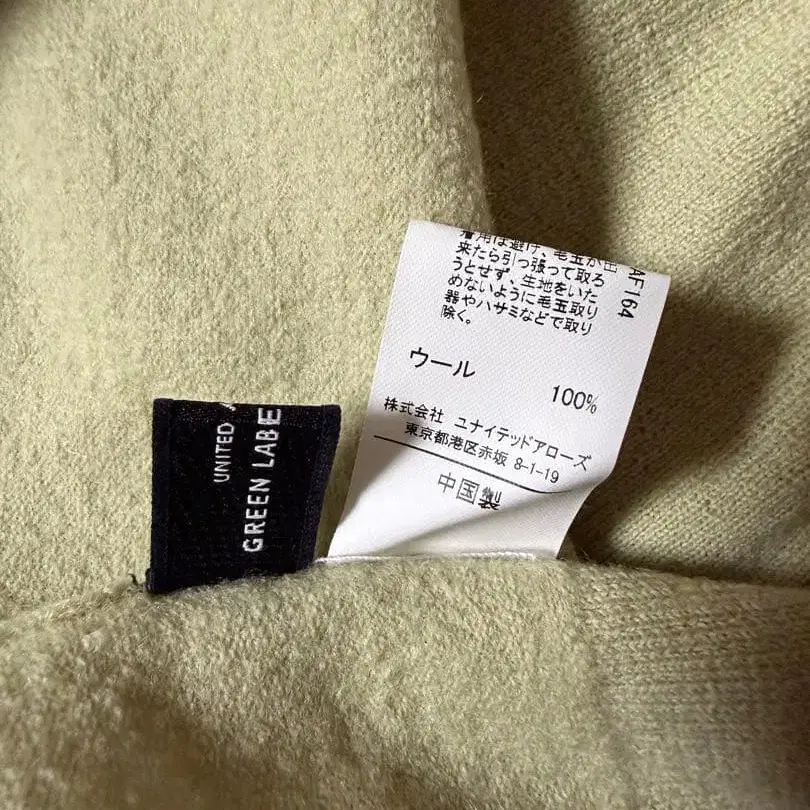 着用は避け、毛玉が出
来たら引っ張って取ろ
うとせず、生地をいた
めないように毛玉取り
器やハサミなどで取り
除く。
AF164
ウール
100%
株式会社 ユナイテッドアローズ
東京都港区赤坂 8-1-19
中国製
UNITED
GREEN LABE